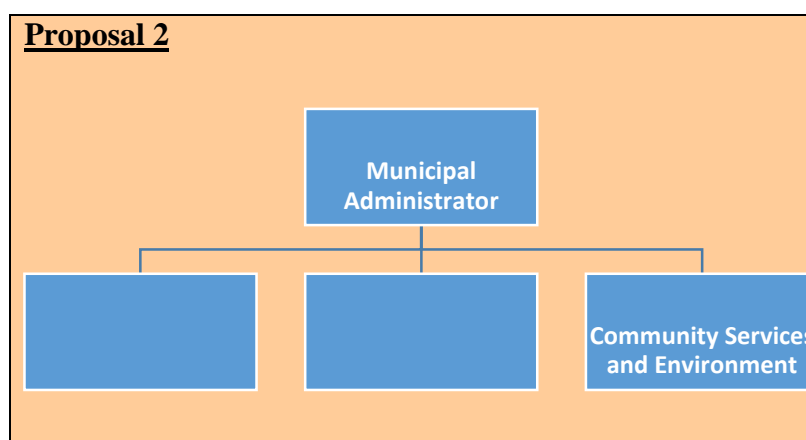 Proposal 2
Municipal
Administrator
Community Services
and Environment